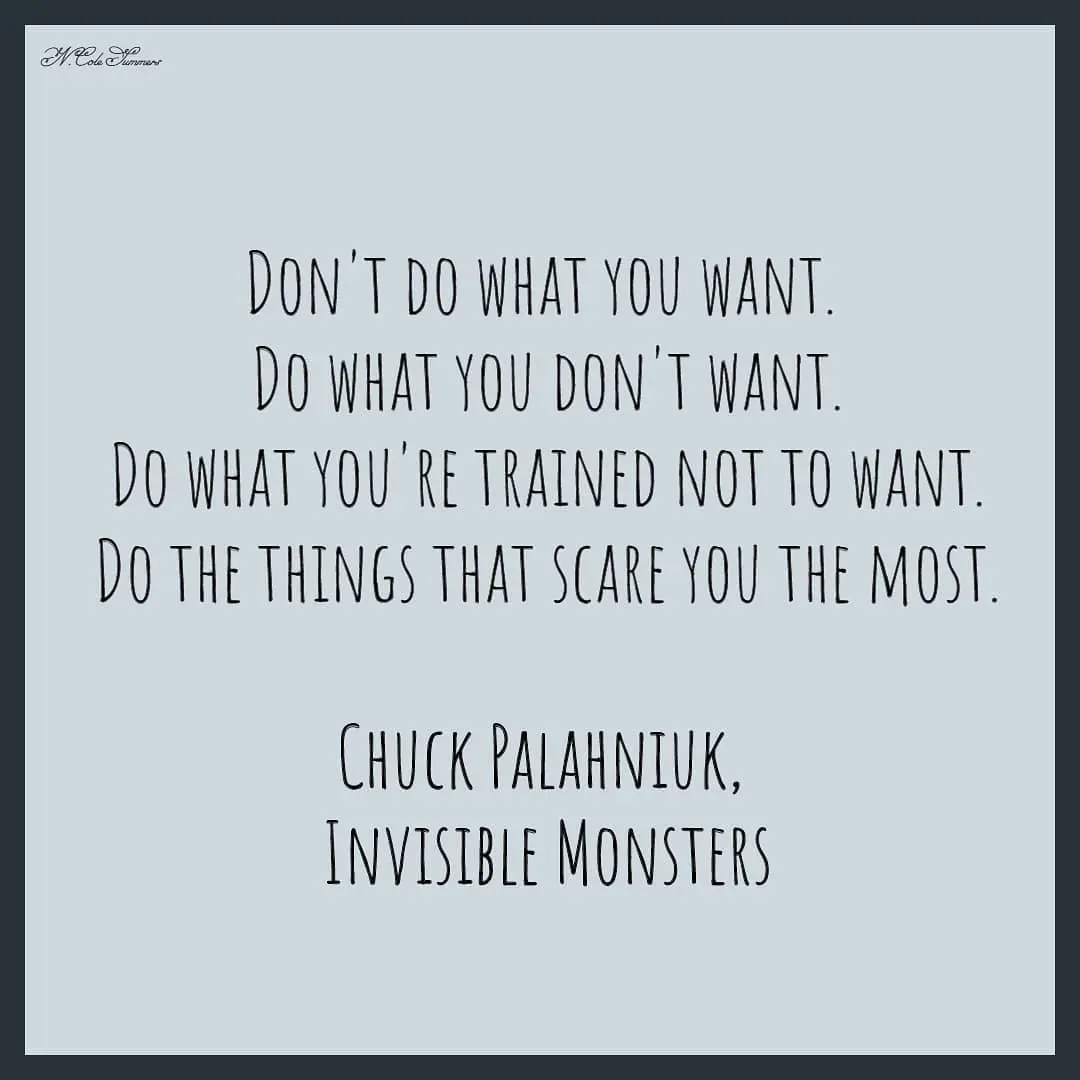 N. Cole Summers
Don't do what you want.
Do what you don't want.
Do what you're trained not to want.
Do the things that scare you the most.
Chuck Palahniuk,
Invisible Monsters